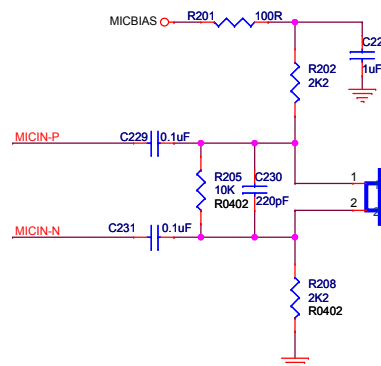 MICBIAS
R201
100R
C22
1uF
R202
2K2
MICIN-P
C229
0.1uF
R205
10K
R0402
C230
220pF
1
2
MICIN-N
C231
0.1uF
R208
2K2
R0402